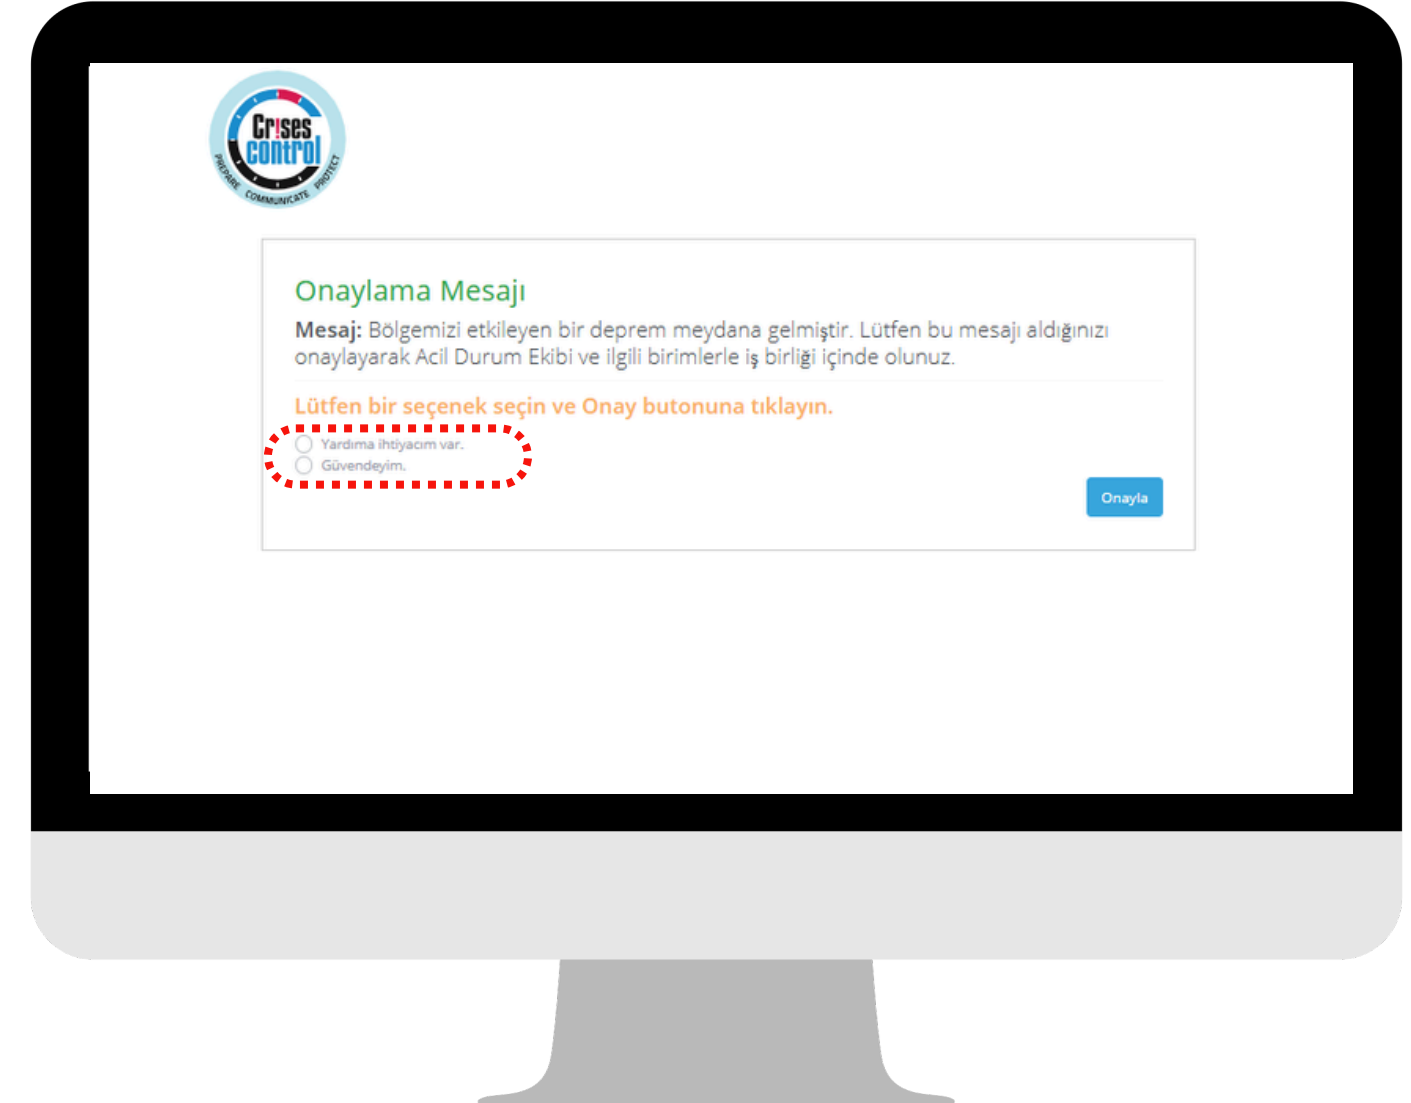 Crises
control
PREPARE COMMUNICATE PROTECT
Onaylama Mesajı
Mesaj: Bölgemizi etkileyen bir deprem meydana gelmiştir. Lütfen bu mesajı aldığınızı
onaylayarak Acil Durum Ekibi ve ilgili birimlerle iş birliği içinde olunuz.
Lütfen bir seçenek seçin ve Onay butonuna tıklayın.
Yardıma ihtiyacım var.
Güvendeyim.
Onayla